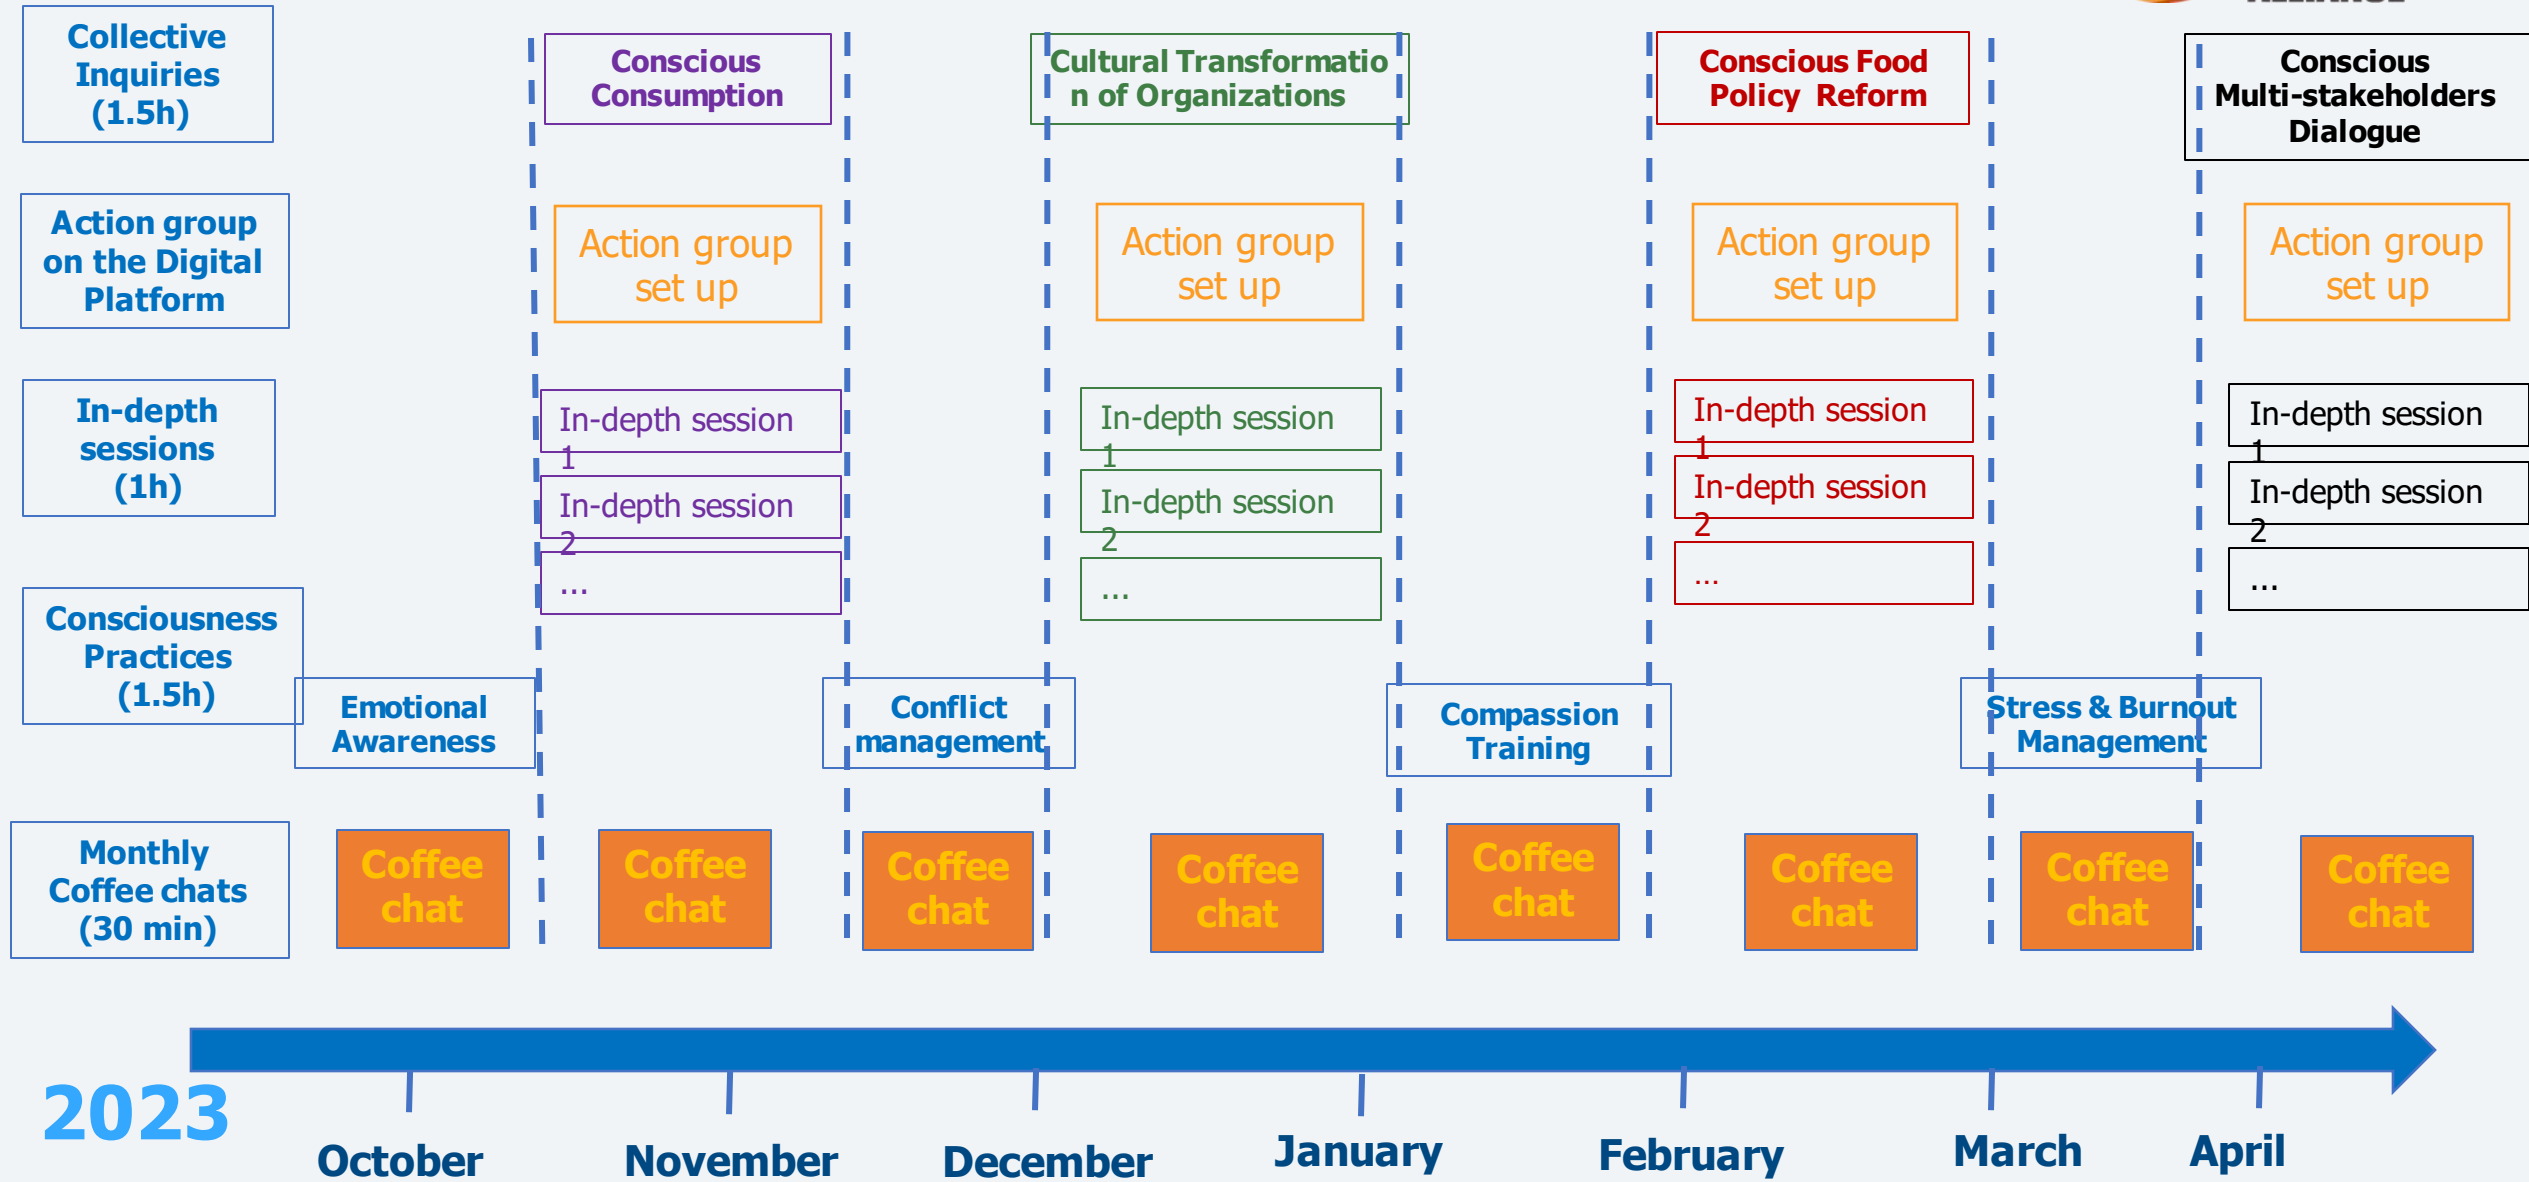 ALLIANCE
Collective
Inquiries
(1.5h)
Conscious
Consumption
Cultural Transformatio
n of Organizations
Conscious Food
Policy Reform
Conscious
Multi-stakeholders
Dialogue
Action group
on the Digital
Platform
Action group
set up
Action group
set up
Action group
set up
Action group
set up
In-depth
sessions
(1h)
In-depth session
1
In-depth session
2
...
In-depth session
1
In-depth session
2
...
In-depth session
1
In-depth session
2
...
In-depth session
1
In-depth session
2
...
Consciousness
Practices
(1.5h)
Emotional
Awareness
Conflict
management
Compassion
Training
Stress & Burnout
Management
Monthly
Coffee chats
(30 min)
Coffee
chat
Coffee
chat
Coffee
chat
Coffee
chat
Coffee
chat
Coffee
chat
Coffee
chat
Coffee
chat
2023
October
November
December
January
February
March
April